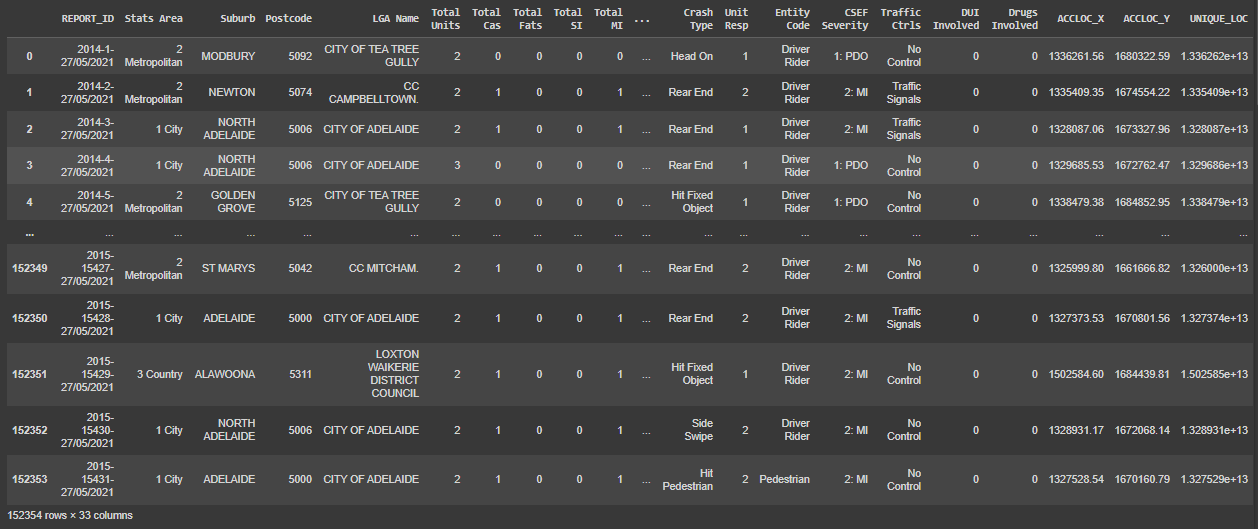 REPORT_ID Stats Area Suburb Postcode LGA Name Total Units Total Cas Total Fats Total SI Total MI ... Crash Type Unit Resp Entity Code CSEF Severity Traffic Ctrls DUI Involved Drugs Involved ACCLOC_X ACCLOC_Y UNIQUE_LOC
0 2014-1-27/05/2021 2 Metropolitan MODBURY 5092 CITY OF TEA TREE GULLY 2 0 0 0 0 ... Head On 1 Driver Rider 1: PDO No Control 0 0 1336261.56 1680322.59 1.336262e+13
1 2014-2-27/05/2021 2 Metropolitan NEWTON 5074 CC CAMPBELLTOWN. 2 1 0 0 1 ... Rear End 2 Driver Rider 2: MI Traffic Signals 0 0 1335409.35 1674554.22 1.335409e+13
2 2014-3-27/05/2021 1 City NORTH ADELAIDE 5006 CITY OF ADELAIDE 2 1 0 0 1 ... Rear End 1 Driver Rider 2: MI Traffic Signals 0 0 1328087.06 1673327.96 1.328087e+13
3 2014-4-27/05/2021 1 City NORTH ADELAIDE 5006 CITY OF ADELAIDE 3 0 0 0 0 ... Rear End 1 Driver Rider 1: PDO No Control 0 0 1329685.53 1672762.47 1.329686e+13
4 2014-5-27/05/2021 2 Metropolitan GOLDEN GROVE 5125 CITY OF TEA TREE GULLY 2 0 0 0 0 ... Hit Fixed Object 1 Driver Rider 1: PDO No Control 0 0 1338479.38 1684852.95 1.338479e+13
... ... ... ... ... ... ... ... ... ... ... ... ... ... ... ... ... ... ... ... ... ...
152349 2015-15427-27/05/2021 2 Metropolitan ST MARYS 5042 CC MITCHAM. 2 1 0 0 1 ... Rear End 2 Driver Rider 2: MI No Control 0 0 1325999.80 1661666.82 1.326000e+13
152350 2015-15428-27/05/2021 1 City ADELAIDE 5000 CITY OF ADELAIDE 2 1 0 0 1 ... Rear End 2 Driver Rider 2: MI Traffic Signals 0 0 1327373.53 1670801.56 1.327374e+13
152351 2015-15429-27/05/2021 3 Country ALAWOONA 5311 LOXTON WAIKERIE DISTRICT COUNCIL 2 1 0 0 1 ... Hit Fixed Object 1 Driver Rider 2: MI No Control 0 0 1502584.60 1684439.81 1.502585e+13
152352 2015-15430-27/05/2021 1 City NORTH ADELAIDE 5006 CITY OF ADELAIDE 2 1 0 0 1 ... Side Swipe 2 Driver Rider 2: MI No Control 0 0 1328931.17 1672068.14 1.328931e+13
152353 2015-15431-27/05/2021 1 City ADELAIDE 5000 CITY OF ADELAIDE 2 1 0 0 1 ... Hit Pedestrian 2 Pedestrian 2: MI No Control 0 0 1327528.54 1670160.79 1.327529e+13
152354 rows × 33 columns